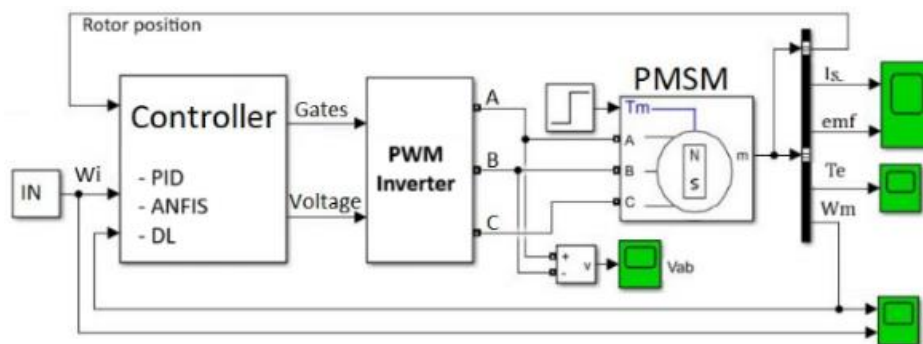 Rotor position
PMSM
Controller
- PID
- ANFIS
- DL
IN
Wi
Gates
Voltage
PWM
Inverter
A
B
C
Tm
A
B
C
N
S
m
+
-
v
Vab
Is
emf
Te
Wm